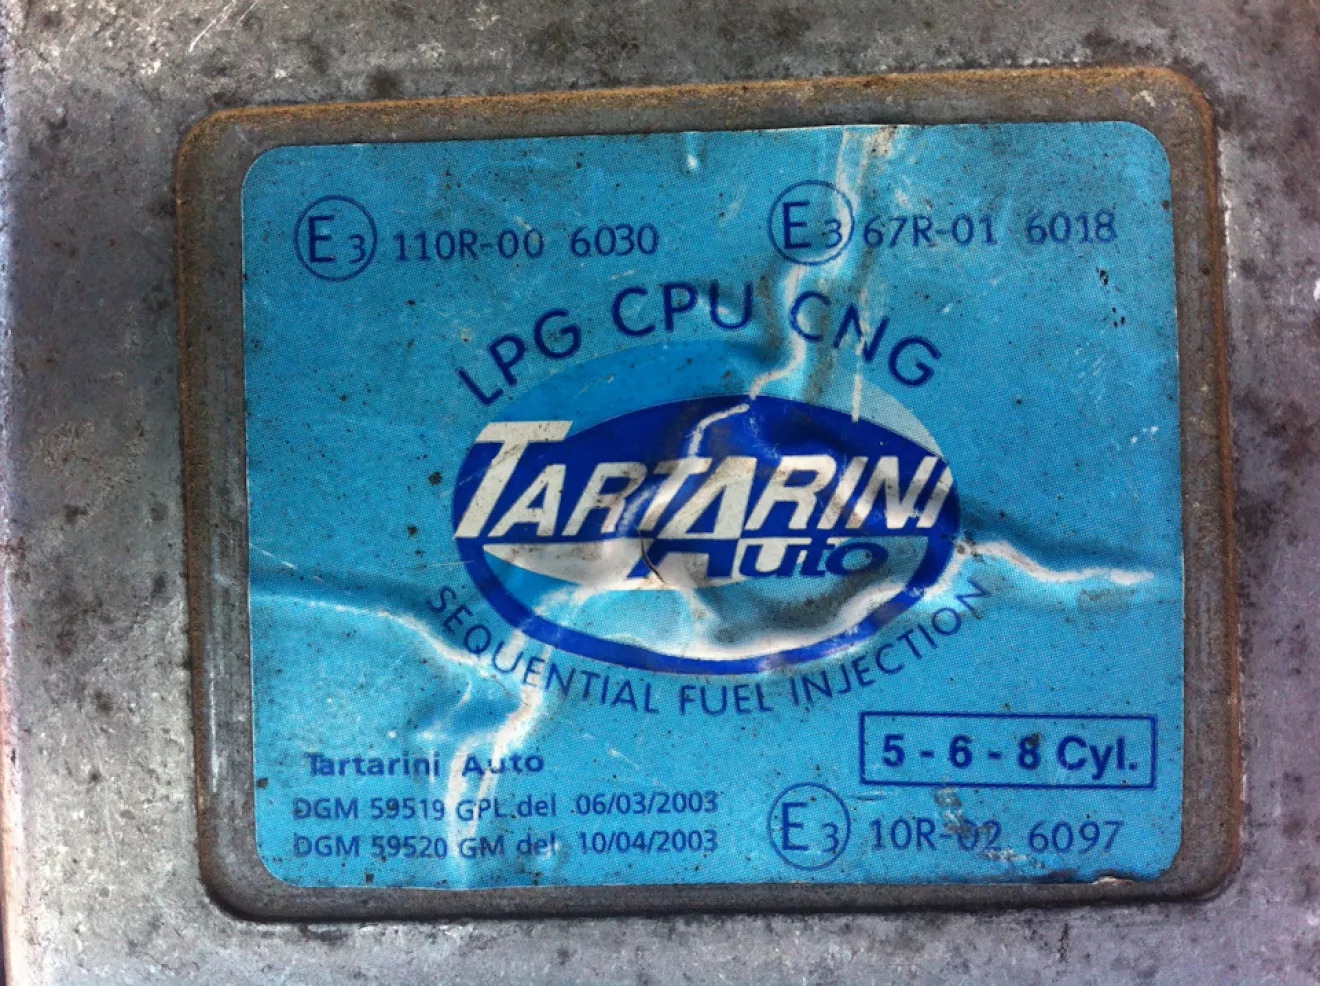 E3 110R-00 6030
E3 67R-01 6018
LPG CPU CNG
TARTARINI
Auto
SEQUENTIAL FUEL INJECTION
5 - 6 - 8 Cyl.
Tartarini Auto
DGM 59519 GPL del 06/03/2003
DGM 59520 GM del 10/04/2003
E3 10R-02 6097